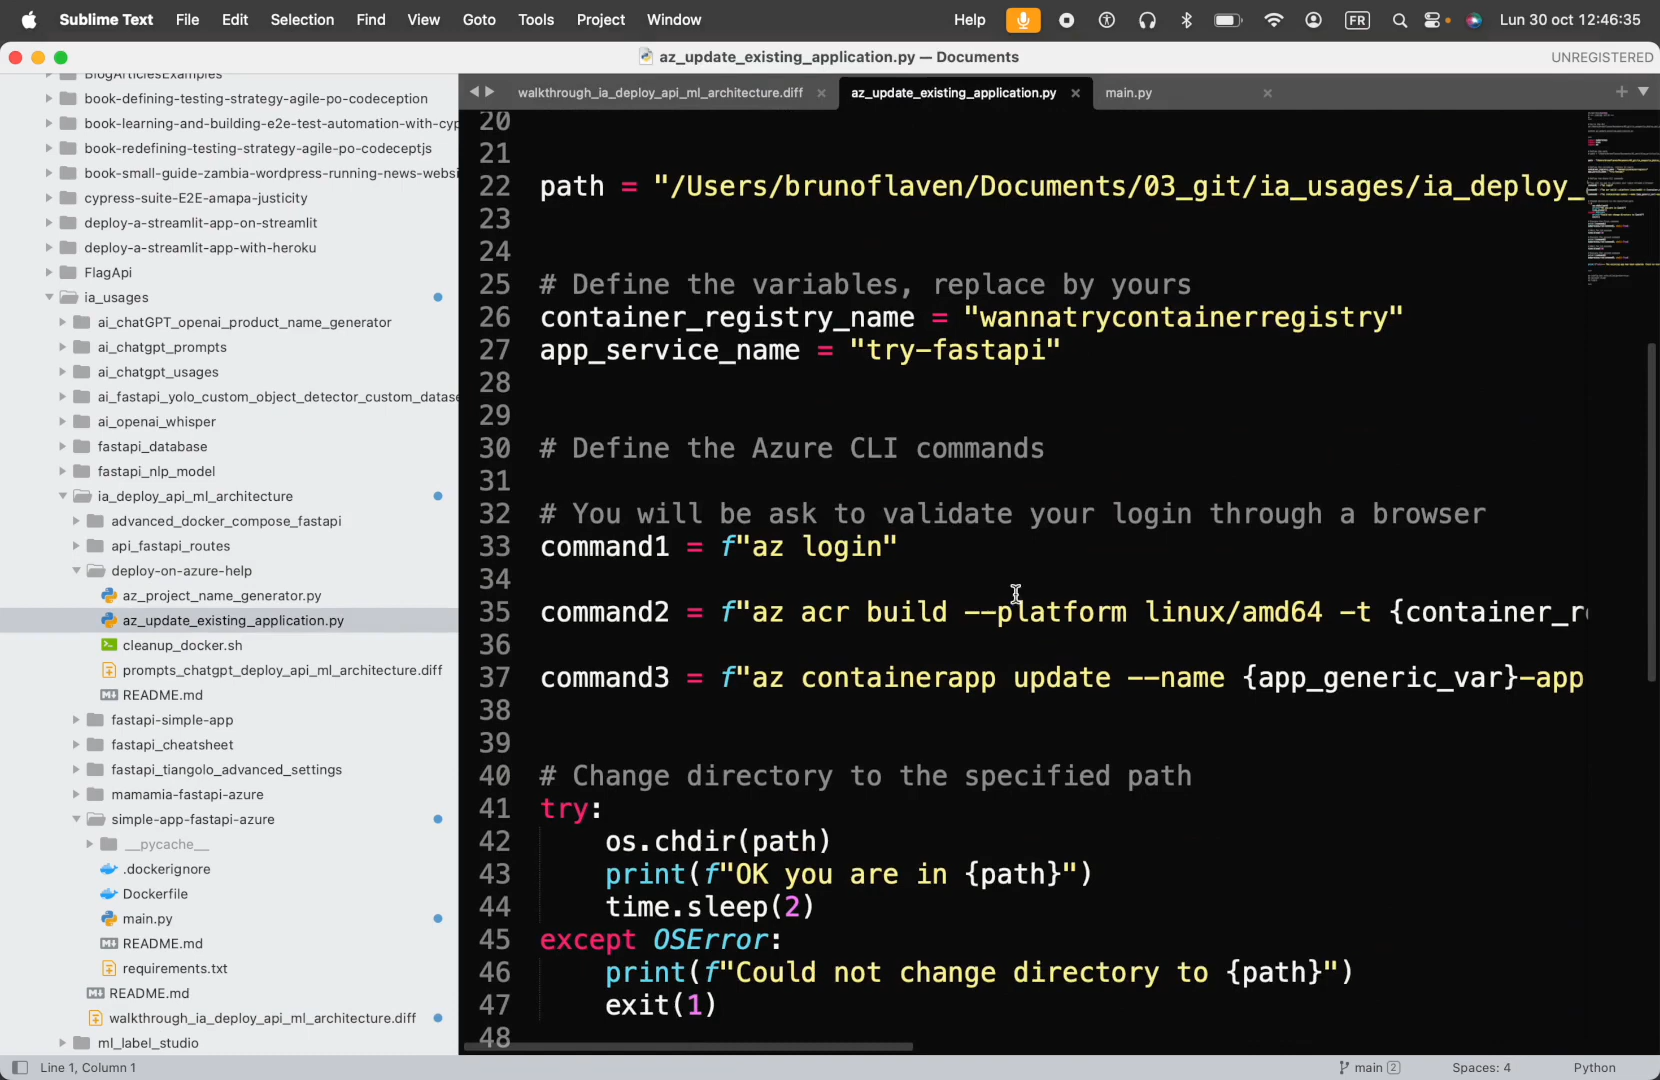 Sublime Text File Edit Selection Find View Goto Tools Project Window Help FR Lun 30 oct 12:46:35
az_update_existing_application.py — Documents UNREGISTERED
walkthrough_ia_deploy_api_ml_architecture.diff az_update_existing_application.py main.py
BlogArticlesExamples
book-defining-testing-strategy-agile-po-codeception
book-learning-and-building-e2e-test-automation-with-cyp
book-redefining-testing-strategy-agile-po-codeceptjs
book-small-guide-zambia-wordpress-running-news-websi
cypress-suite-E2E-amapa-justicity
deploy-a-streamlit-app-on-streamlit
deploy-a-streamlit-app-with-heroku
FlagApi
ia_usages
ai_chatGPT_openai_product_name_generator
ai_chatgpt_prompts
ai_chatgpt_usages
ai_fastapi_yolo_custom_object_detector_custom_datase
ai_openai_whisper
fastapi_database
fastapi_nlp_model
ia_deploy_api_ml_architecture
advanced_docker_compose_fastapi
api_fastapi_routes
deploy-on-azure-help
az_project_name_generator.py
az_update_existing_application.py
cleanup_docker.sh
prompts_chatgpt_deploy_api_ml_architecture.diff
README.md
fastapi-simple-app
fastapi_cheatsheet
fastapi_tiangolo_advanced_settings
mamamia-fastapi-azure
simple-app-fastapi-azure
__pycache__
.dockerignore
Dockerfile
main.py
README.md
requirements.txt
README.md
walkthrough_ia_deploy_api_ml_architecture.diff
ml_label_studio
20
21
22 path = "/Users/brunoflaven/Documents/03_git/ia_usages/ia_deploy_
23
24
25 # Define the variables, replace by yours
26 container_registry_name = "wannatrycontainerregistry"
27 app_service_name = "try-fastapi"
28
29
30 # Define the Azure CLI commands
31
32 # You will be ask to validate your login through a browser
33 command1 = f"az login"
34
35 command2 = f"az acr build --platform linux/amd64 -t {container_re
36
37 command3 = f"az containerapp update --name {app_generic_var}-app
38
39
40 # Change directory to the specified path
41 try:
42 os.chdir(path)
43 print(f"OK you are in {path}")
44 time.sleep(2)
45 except OSError:
46 print(f"Could not change directory to {path}")
47 exit(1)
48
Line 1, Column 1 main 2 Spaces: 4 Python